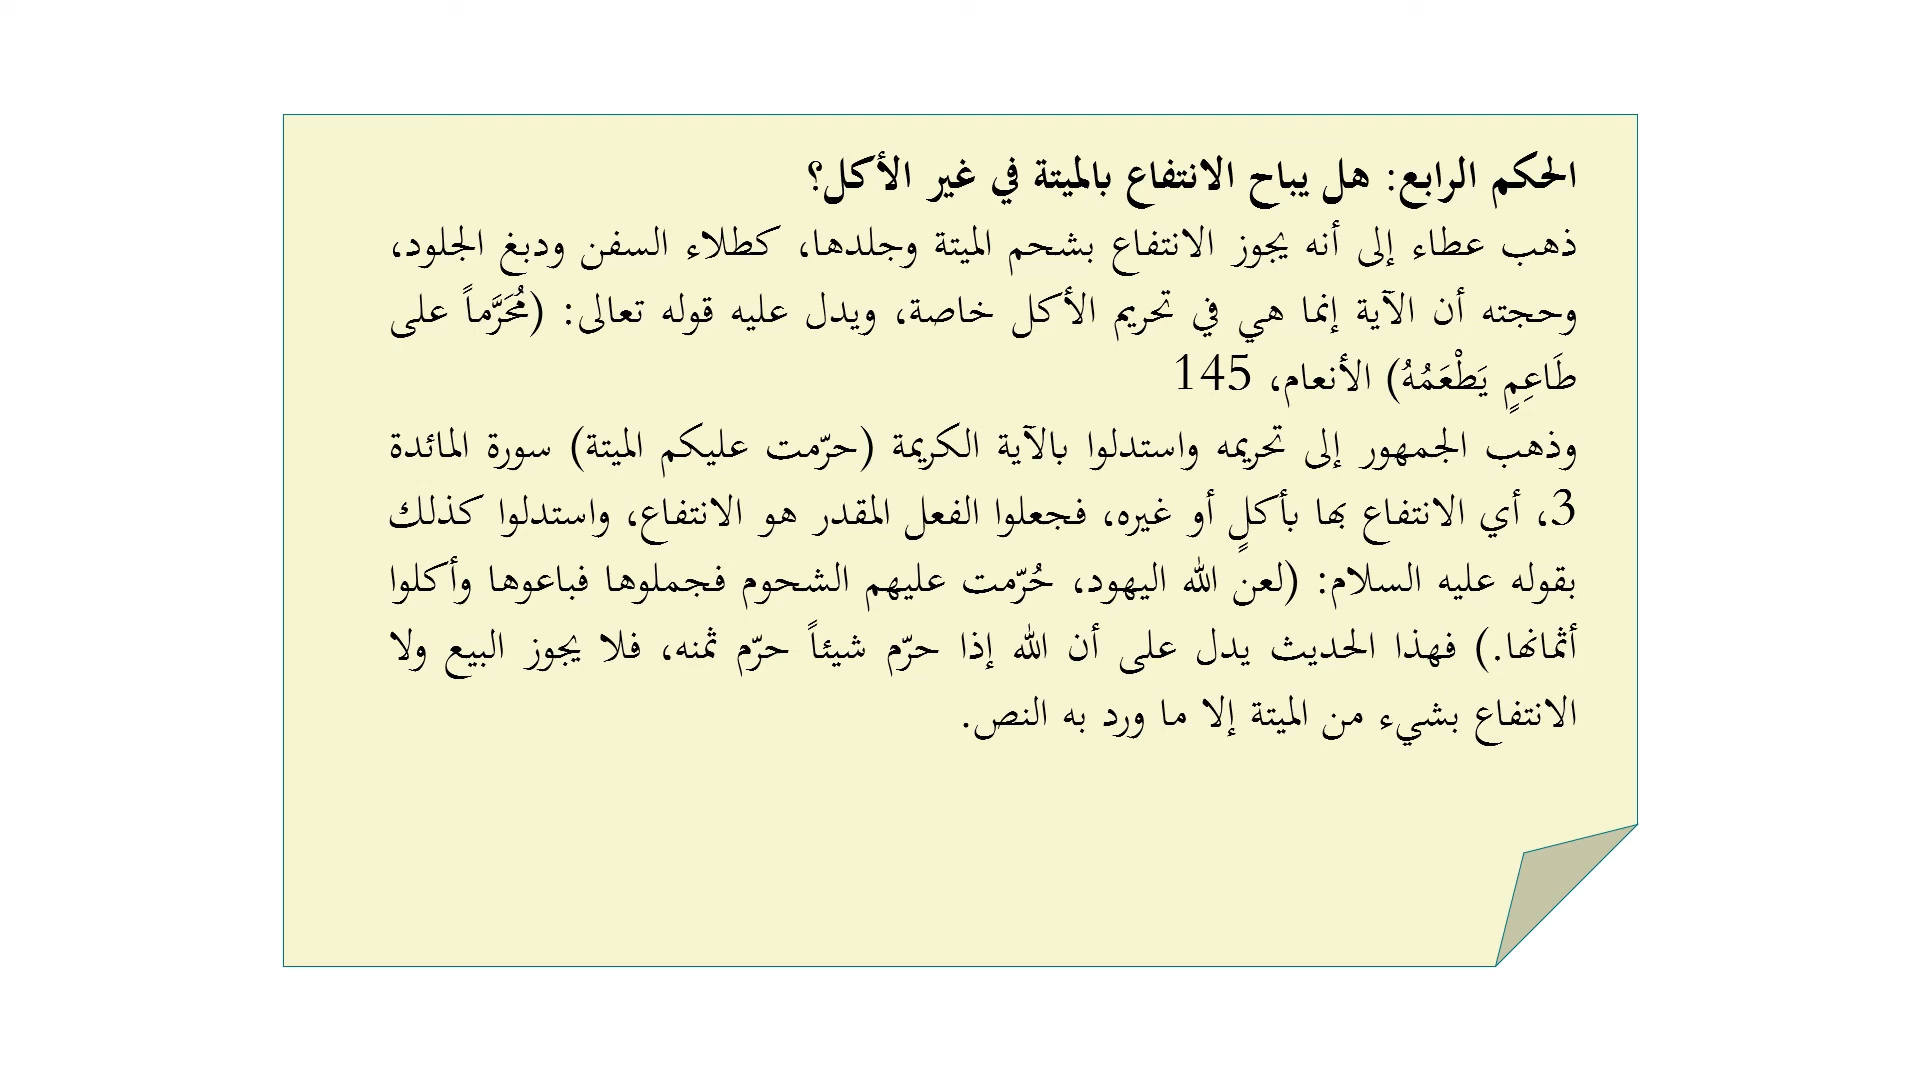 الحكم الرابع: هل يباح الانتفاع بالميتة في غير الأكل؟
ذهب عطاء إلى أنه يجوز الانتفاع بشحم الميتة وجلدها، كطلاء السفن ودبغ الجلود،
وحجته أن الآية إنما هي في تحريم الأكل خاصة، ويدل عليه قوله تعالى: (مُحَرَّماً على
طَاعِمٍ يَطْعَمُهُ) الأنعام، 145
وذهب الجمهور إلى تحريمه واستدلوا بالآية الكريمة (حرّمت عليكم الميتة) سورة المائدة
3، أي الانتفاع بها بأكلٍ أو غيره، فجعلوا الفعل المقدر هو الانتفاع، واستدلوا كذلك
بقوله عليه السلام: (لعن الله اليهود، حُرّمت عليهم الشحوم فجملوها فباعوها وأكلوا
أثمانها.) فهذا الحديث يدل على أن الله إذا حرّم شيئاً حرّم ثمنه، فلا يجوز البيع ولا
الانتفاع بشيء من الميتة إلا ما ورد به النص.